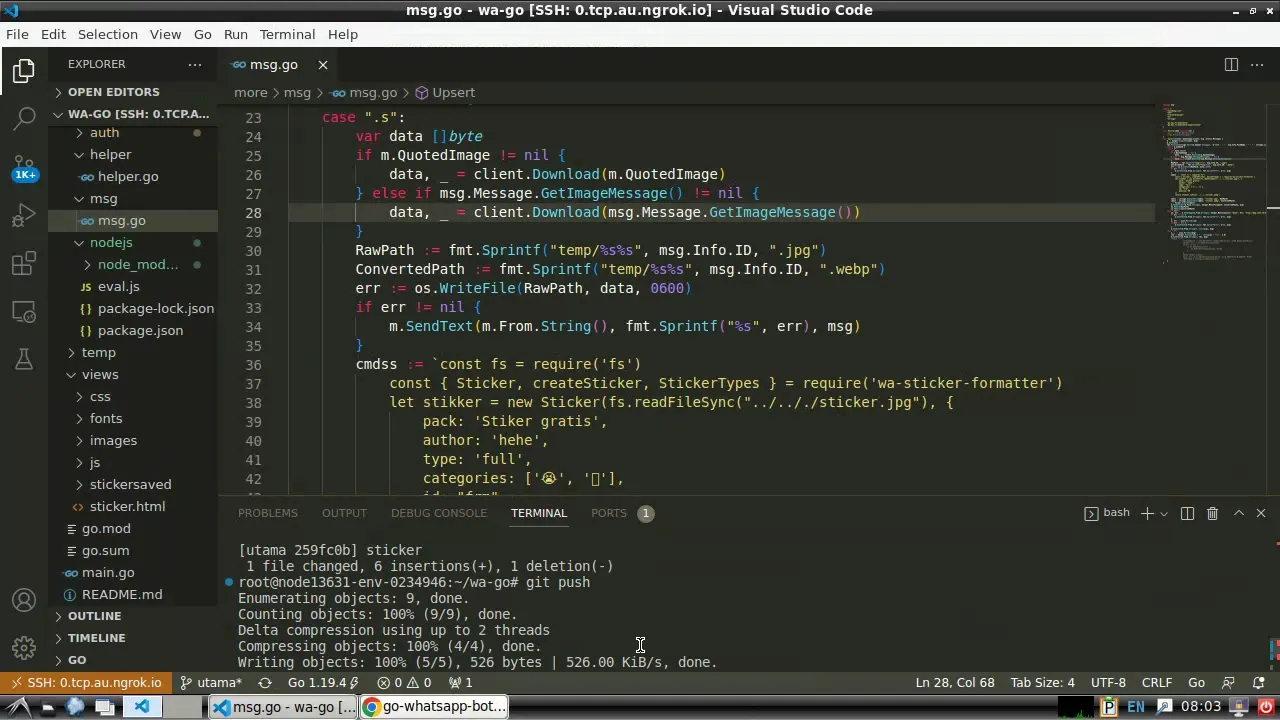 msg.go - wa-go [SSH: 0.tcp.au.ngrok.io] - Visual Studio Code
File Edit Selection View Go Run Terminal Help
EXPLORER
msg.go
OPEN EDITORS
WA-GO [SSH: 0.TCP.A...
auth
helper
helper.go
msg
msg.go
nodejs
node_mod...
JS eval.js
package-lock.json
package.json
temp
views
css
fonts
images
js
stickersaved
sticker.html
go.mod
go.sum
main.go
README.md
OUTLINE
TIMELINE
GO
1K+
more > msg > msg.go > Upsert
23 case ".s":
24 var data []byte
25 if m.QuotedImage != nil {
26 data, _ = client.Download(m.QuotedImage)
27 } else if msg.Message.GetImageMessage() != nil {
28 data, _ = client.Download(msg.Message.GetImageMessage())
29 }
30 RawPath := fmt.Sprintf("temp/%s%s", msg.Info.ID, ".jpg")
31 ConvertedPath := fmt.Sprintf("temp/%s%s", msg.Info.ID, ".webp")
32 err := os.WriteFile(RawPath, data, 0600)
33 if err != nil {
34 m.SendText(m.From.String(), fmt.Sprintf("%s", err), msg)
35 }
36 cmdss := `const fs = require('fs')
37 const { Sticker, createSticker, StickerTypes } = require('wa-sticker-formatter')
38 let stikker = new Sticker(fs.readFileSync("../.././sticker.jpg"), {
39 pack: 'Stiker gratis',
40 author: 'hehe',
41 type: 'full',
42 categories: ['😭', '▯'],
PROBLEMS OUTPUT DEBUG CONSOLE TERMINAL PORTS 1
bash
[utama 259fc0b] sticker
1 file changed, 6 insertions(+), 1 deletion(-)
root@node13631-env-0234946:~/wa-go# git push
Enumerating objects: 9, done.
Counting objects: 100% (9/9), done.
Delta compression using up to 2 threads
Compressing objects: 100% (4/4), done.
Writing objects: 100% (5/5), 526 bytes | 526.00 KiB/s, done.
SSH: 0.tcp.au.ngrok.io utama* Go 1.19.4 0 0 1 Ln 28, Col 68 Tab Size: 4 UTF-8 CRLF Go
msg.go - wa-go [... go-whatsapp-bot... EN 08:03